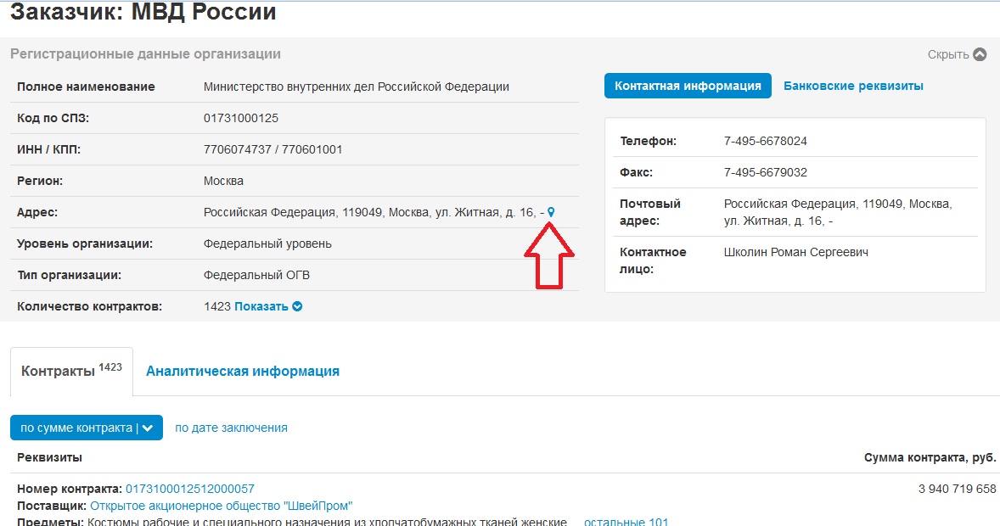 Заказчик: МВД России
Регистрационные данные организации
Скрыть
Полное наименование Министерство внутренних дел Российской Федерации
Код по СПЗ: 01731000125
ИНН / КПП: 7706074737 / 770601001
Регион: Москва
Адрес: Российская Федерация, 119049, Москва, ул. Житная, д. 16, -
Уровень организации: Федеральный уровень
Тип организации: Федеральный ОГВ
Количество контрактов: 1423 Показать
Контактная информация Банковские реквизиты
Телефон: 7-495-6678024
Факс: 7-495-6679032
Почтовый адрес: Российская Федерация, 119049, Москва,
ул. Житная, д. 16, -
Контактное лицо: Школин Роман Сергеевич
Контракты 1423 Аналитическая информация
по сумме контракта | по дате заключения
Реквизиты Сумма контракта, руб.
Номер контракта: 0173100012512000057 3 940 719 658
Поставщик: Открытое акционерное общество "ШвейПром"
Предметы: Костюмы рабочие и специального назначения из хлопчатобумажных тканей женские остальные 101